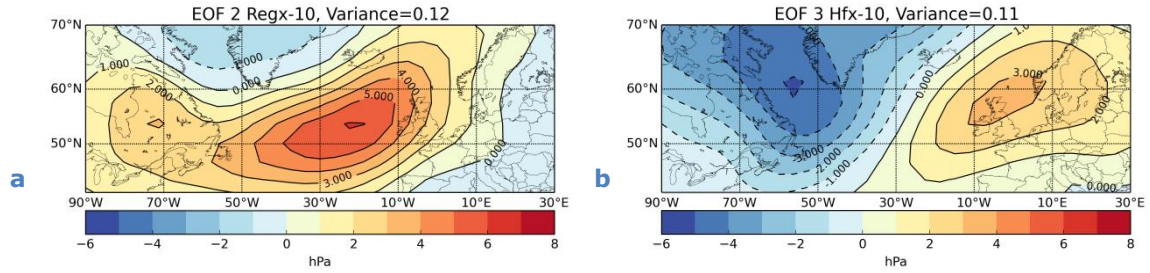 EOF 2 Regx-10, Variance=0.12
70°N
60°N
50°N
1.000
2.000
0.000
4.000
5.000
3.000
0.000
a
90°W 70°W 50°W 30°W 10°W 10°E 30°E
−6 −4 −2 0 2 4 6 8
hPa
EOF 3 Hfx-10, Variance=0.11
70°N
60°N
50°N
0.000
3.000
2.000
-3.000
-2.000
-1.000
0.000
b
90°W 70°W 50°W 30°W 10°W 10°E 30°E
−6 −4 −2 0 2 4 6 8
hPa